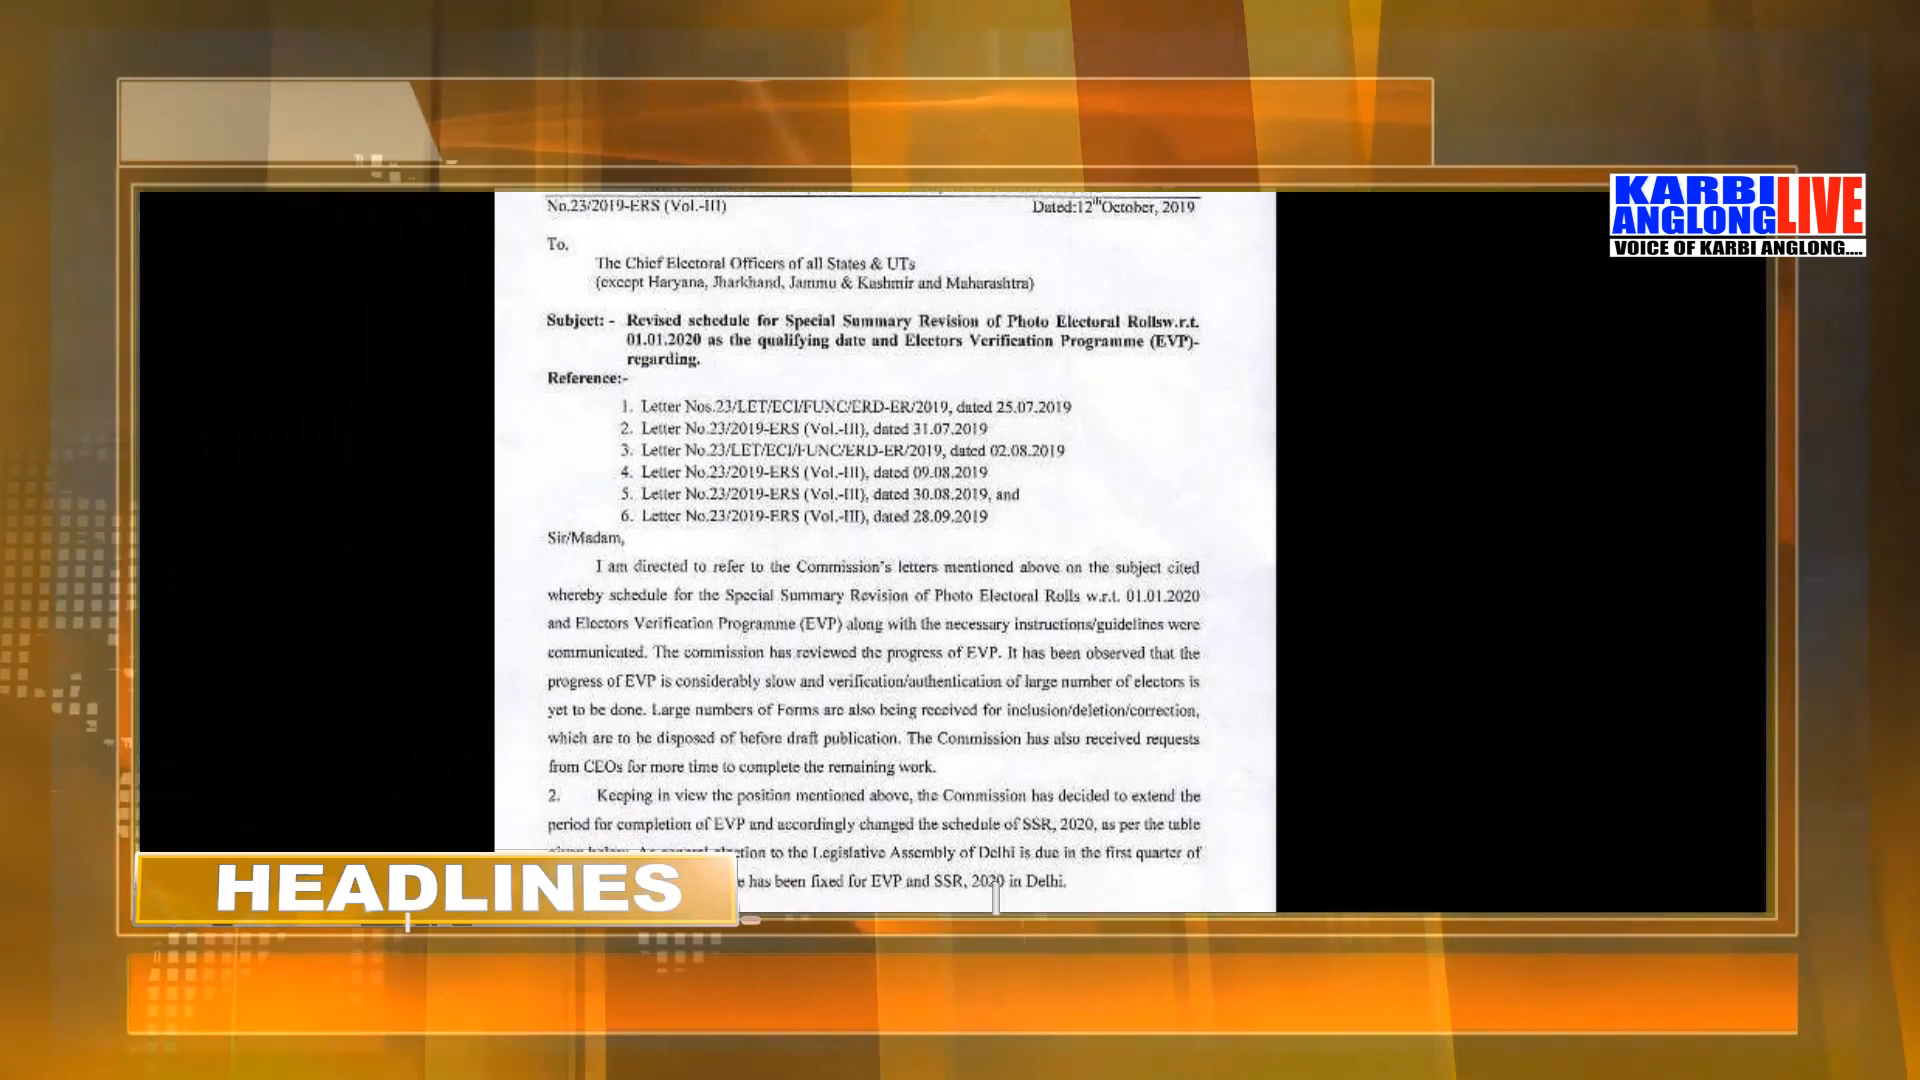 KARBI
ANGLONG
LIVE
VOICE OF KARBI ANGLONG....
No.23/2019-ERS (Vol.-III) Dated:12thOctober, 2019
To,
The Chief Electoral Officers of all States & UTs
(except Haryana, Jharkhand, Jammu & Kashmir and Maharashtra)
Subject: - Revised schedule for Special Summary Revision of Photo Electoral Rollsw.r.t.
01.01.2020 as the qualifying date and Electors Verification Programme (EVP)-
regarding.
Reference:-
1. Letter Nos.23/LET/ECI/FUNC/ERD-ER/2019, dated 25.07.2019
2. Letter No.23/2019-ERS (Vol.-III), dated 31.07.2019
3. Letter No.23/LET/ECI/FUNC/ERD-ER/2019, dated 02.08.2019
4. Letter No.23/2019-ERS (Vol.-III), dated 09.08.2019
5. Letter No.23/2019-ERS (Vol.-III), dated 30.08.2019, and
6. Letter No.23/2019-ERS (Vol.-III), dated 28.09.2019
Sir/Madam,
I am directed to refer to the Commission's letters mentioned above on the subject cited
whereby schedule for the Special Summary Revision of Photo Electoral Rolls w.r.t. 01.01.2020
and Electors Verification Programme (EVP) along with the necessary instructions/guidelines were
communicated. The commission has reviewed the progress of EVP. It has been observed that the
progress of EVP is considerably slow and verification/authentication of large number of electors is
yet to be done. Large numbers of Forms are also being received for inclusion/deletion/correction,
which are to be disposed of before draft publication. The Commission has also received requests
from CEOs for more time to complete the remaining work.
2. Keeping in view the position mentioned above, the Commission has decided to extend the
period for completion of EVP and accordingly changed the schedule of SSR, 2020, as per the table
to the Legislative Assembly of Delhi is due in the first quarter of
has been fixed for EVP and SSR, 2020 in Delhi.
HEADLINES